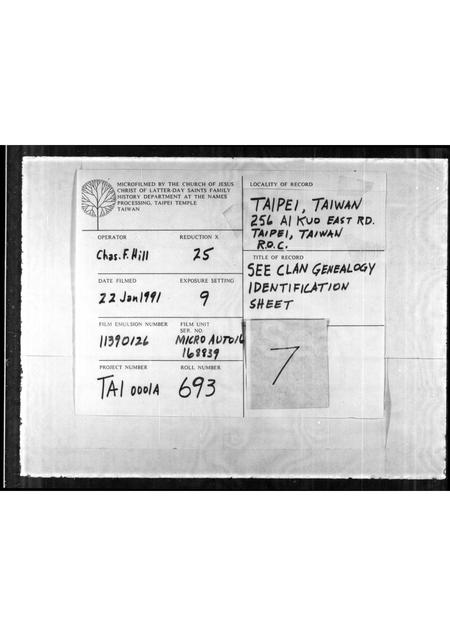 MICROFILMED BY THE CHURCH OF JESUS
CHRIST OF LATTER-DAY SAINTS FAMILY
HISTORY DEPARTMENT AT THE NAMES
PROCESSING, TAIPEI TEMPLE
TAIWAN
OPERATOR REDUCTION X
Chas. F. Hill 25
DATE FILMED EXPOSURE SETTING
22 Jan 1991 9
FILM EMULSION NUMBER FILM UNIT
SER. NO.
11390126 MICRO AUTO16
168839
PROJECT NUMBER ROLL NUMBER
TAI 0001A 693
LOCALITY OF RECORD
TAIPEI, TAIWAN
256 AI KUO EAST RD.
TAIPEI, TAIWAN
R.O.C.
TITLE OF RECORD
SEE CLAN GENEALOGY
IDENTIFICATION
SHEET
7